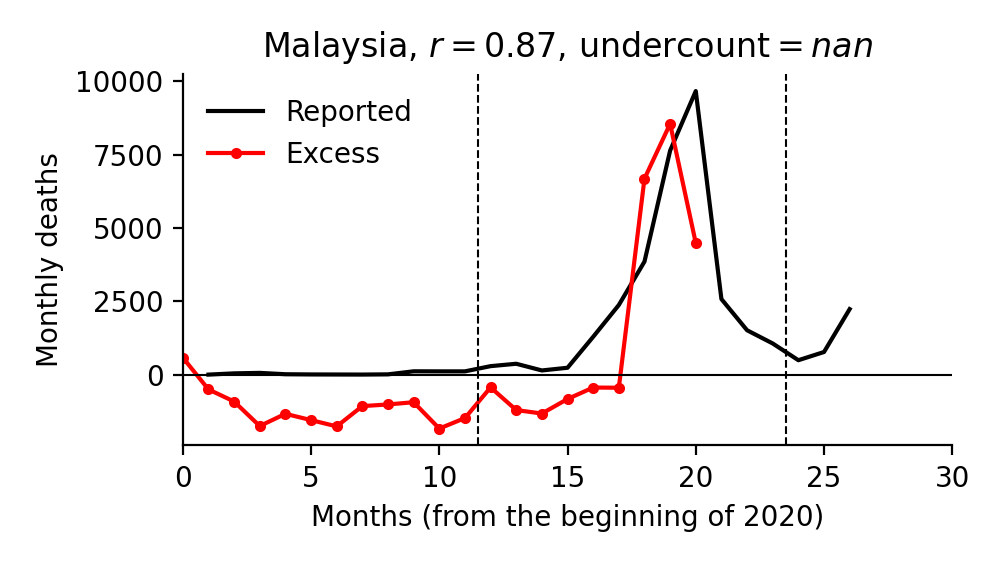 Malaysia, r = 0.87, undercount = nan
10000
7500
5000
2500
0
Monthly deaths
Reported
Excess
0 5 10 15 20 25 30
Months (from the beginning of 2020)